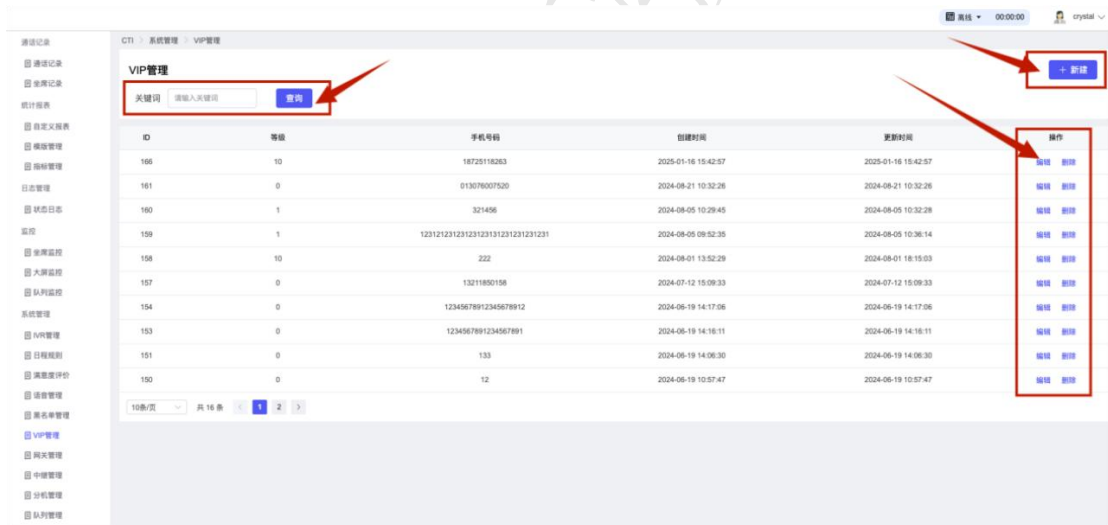 离线 00:00:00 crystal
CTI > 系统管理 > VIP管理
通话记录
通话记录
坐席记录
统计报表
自定义报表
模版管理
指标管理
日志管理
状态日志
监控
坐席监控
大屏监控
队列监控
系统管理
IVR管理
日程规则
满意度评价
语音管理
黑名单管理
VIP管理
网关管理
中继管理
分机管理
队列管理
VIP管理
+ 新建
关键词 请输入关键词 查询
ID 等级 手机号码 创建时间 更新时间 操作
166 10 18725118263 2025-01-16 15:42:57 2025-01-16 15:42:57 编辑 删除
161 0 013076007520 2024-08-21 10:32:26 2024-08-21 10:32:26 编辑 删除
160 1 321456 2024-08-05 10:29:45 2024-08-05 10:32:28 编辑 删除
159 1 2024-08-05 09:52:35 2024-08-05 10:36:14 编辑 删除
158 10 222 2024-08-01 13:52:29 2024-08-01 18:15:03 编辑 删除
157 0 13211850158 2024-07-12 15:09:33 2024-07-12 15:09:33 编辑 删除
154 0 12345678912345678912 2024-06-19 14:17:06 2024-06-19 14:17:06 编辑 删除
153 0 1234567891234567891 2024-06-19 14:16:11 2024-06-19 14:16:11 编辑 删除
151 0 133 2024-06-19 14:06:30 2024-06-19 14:06:30 编辑 删除
150 0 12 2024-06-19 10:57:47 2024-06-19 10:57:47 编辑 删除
10条/页 共 16 条 < 1 2 >